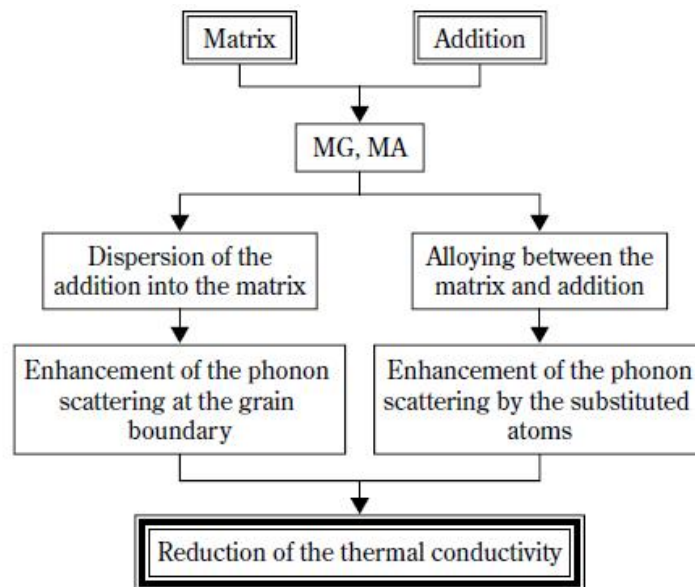 Matrix
Addition
MG, MA
Dispersion of the
addition into the matrix
Alloying between the
matrix and addition
Enhancement of the phonon
scattering at the grain
boundary
Enhancement of the phonon
scattering by the substituted
atoms
Reduction of the thermal conductivity